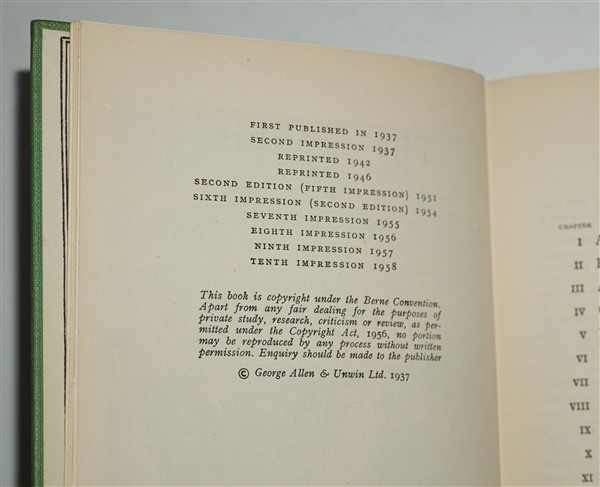 FIRST PUBLISHED IN 1937
SECOND IMPRESSION 1937
REPRINTED 1942
REPRINTED 1946
SECOND EDITION (FIFTH IMPRESSION) 1951
SIXTH IMPRESSION (SECOND EDITION) 1954
SEVENTH IMPRESSION 1955
EIGHTH IMPRESSION 1956
NINTH IMPRESSION 1957
TENTH IMPRESSION 1958
This book is copyright under the Berne Convention.
Apart from any fair dealing for the purposes of
private study, research, criticism or review, as per-
mitted under the Copyright Act, 1956, no portion
may be reproduced by any process without written
permission. Enquiry should be made to the publisher
© George Allen & Unwin Ltd. 1937
CHAPTER
I
II
III
IV
V
VI
VII
VIII
IX
X
XI